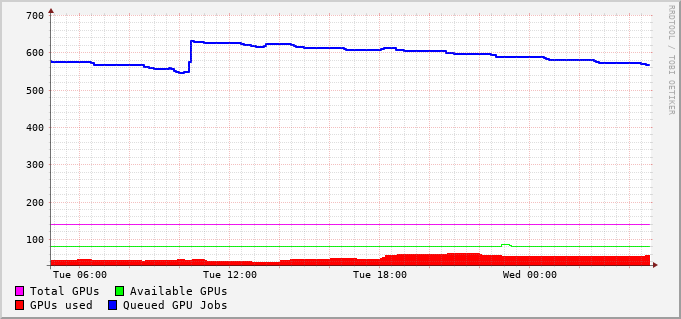 700
600
500
400
300
200
100
Tue 06:00 Tue 12:00 Tue 18:00 Wed 00:00
Total GPUs Available GPUs
GPUs used Queued GPU Jobs
RRDTOOL / TOBI OETIKER